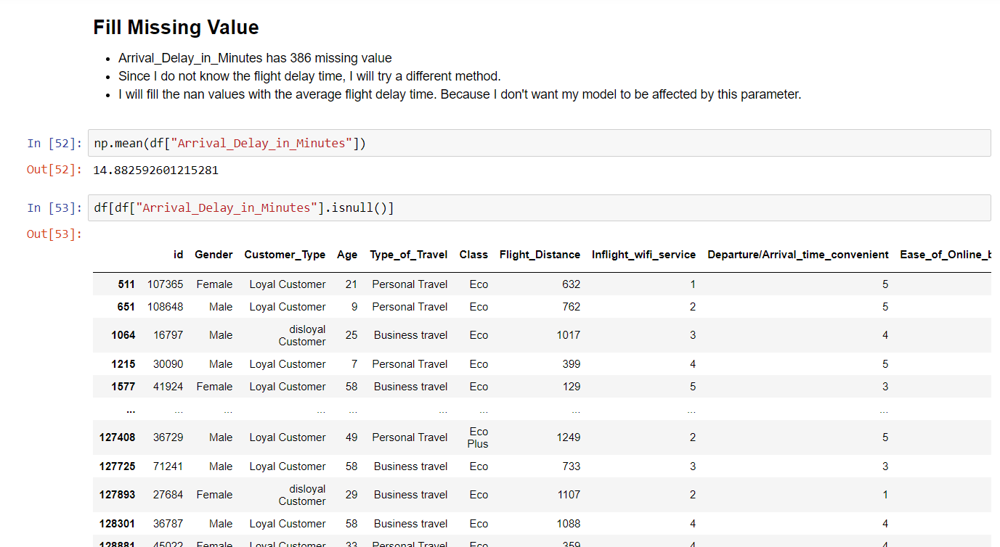 Fill Missing Value
• Arrival_Delay_in_Minutes has 386 missing value
• Since I do not know the flight delay time, I will try a different method.
• I will fill the nan values with the average flight delay time. Because I don't want my model to be affected by this parameter.
In [52]: np.mean(df["Arrival_Delay_in_Minutes"])
Out[52]: 14.882592601215281
In [53]: df[df["Arrival_Delay_in_Minutes"].isnull()]
Out[53]:
id Gender Customer_Type Age Type_of_Travel Class Flight_Distance Inflight_wifi_service Departure/Arrival_time_convenient Ease_of_Online_b
511 107365 Female Loyal Customer 21 Personal Travel Eco 632 1 5
651 108648 Male Loyal Customer 9 Personal Travel Eco 762 2 5
1064 16797 Male disloyal Customer 25 Business travel Eco 1017 3 4
1215 30090 Male Loyal Customer 7 Personal Travel Eco 399 4 5
1577 41924 Female Loyal Customer 58 Business travel Eco 129 5 3
... ... ... ... ... ... ... ... ... ...
127408 36729 Male Loyal Customer 49 Personal Travel Eco Plus 1249 2 5
127725 71241 Male Loyal Customer 58 Business travel Eco 733 3 3
127893 27684 Female disloyal Customer 29 Business travel Eco 1107 2 1
128301 36787 Male Loyal Customer 58 Business travel Eco 1088 4 4
128881 45022 Female Loyal Customer 33 Personal Travel Eco 359 4 4